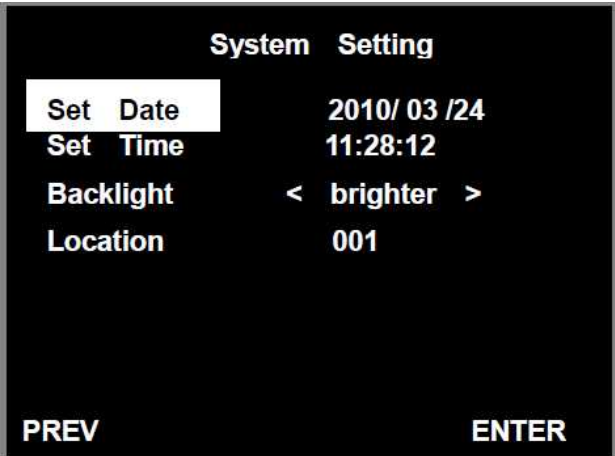 System Setting
Set Date 2010/ 03 /24
Set Time 11:28:12
Backlight < brighter >
Location 001
PREV ENTER